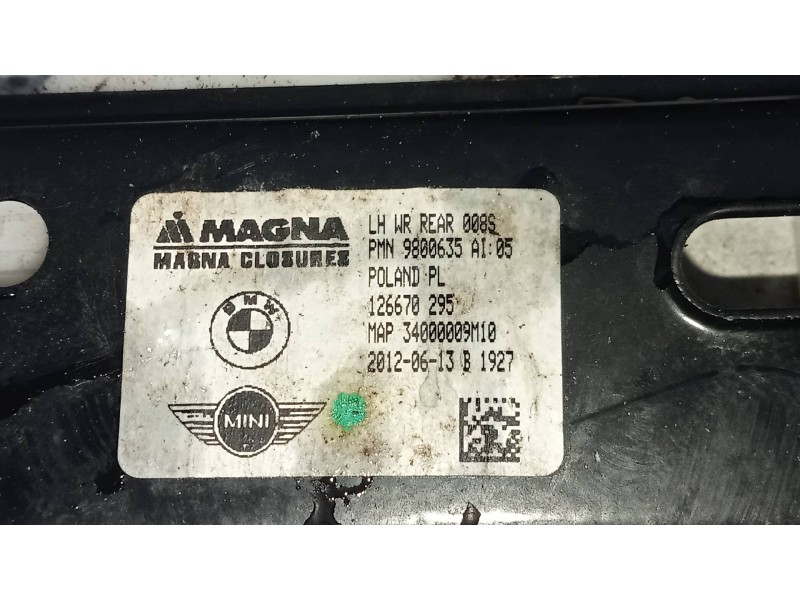 MAGNA
MAGNA CLOSURES
LH WR REAR 008S
PMN 9800635 AI:05
POLAND PL
126670 295
MAP 34000009M10
2012-06-13 B 1927
BMW
MINI